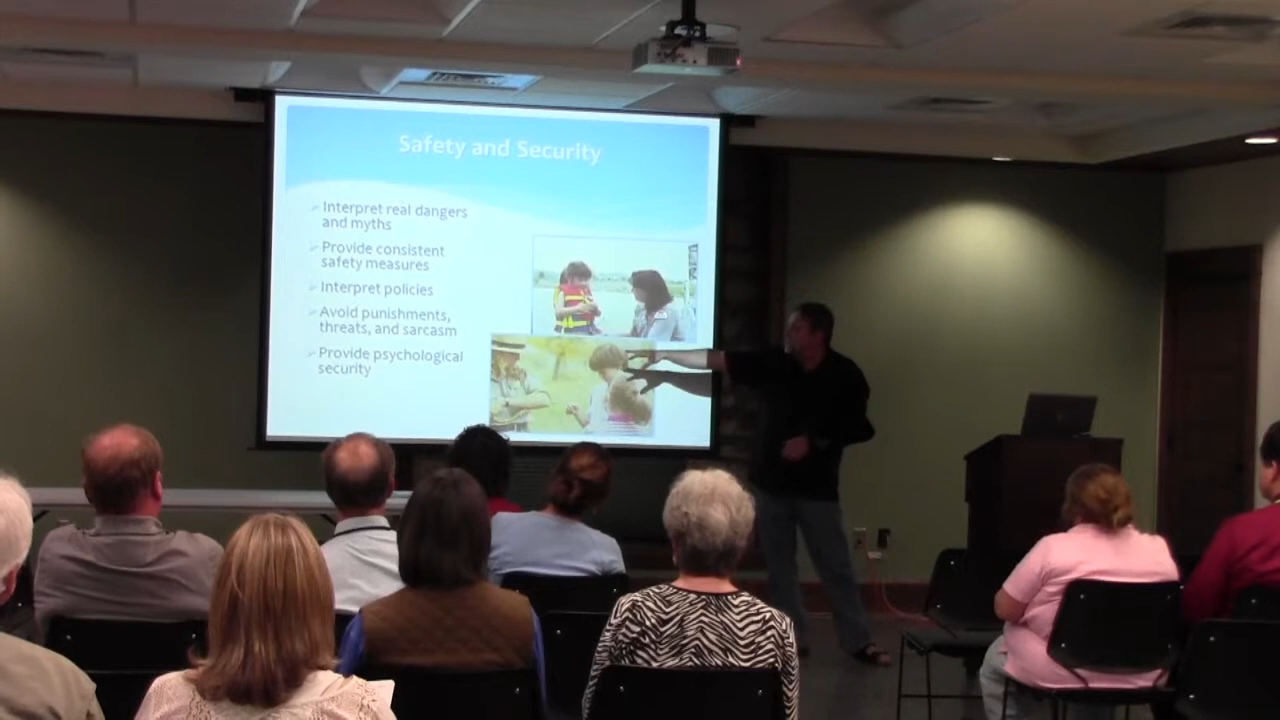 Safety and Security
Interpret real dangers
and myths
Provide consistent
safety measures
Interpret policies
Avoid punishments,
threats, and sarcasm
Provide psychological
security